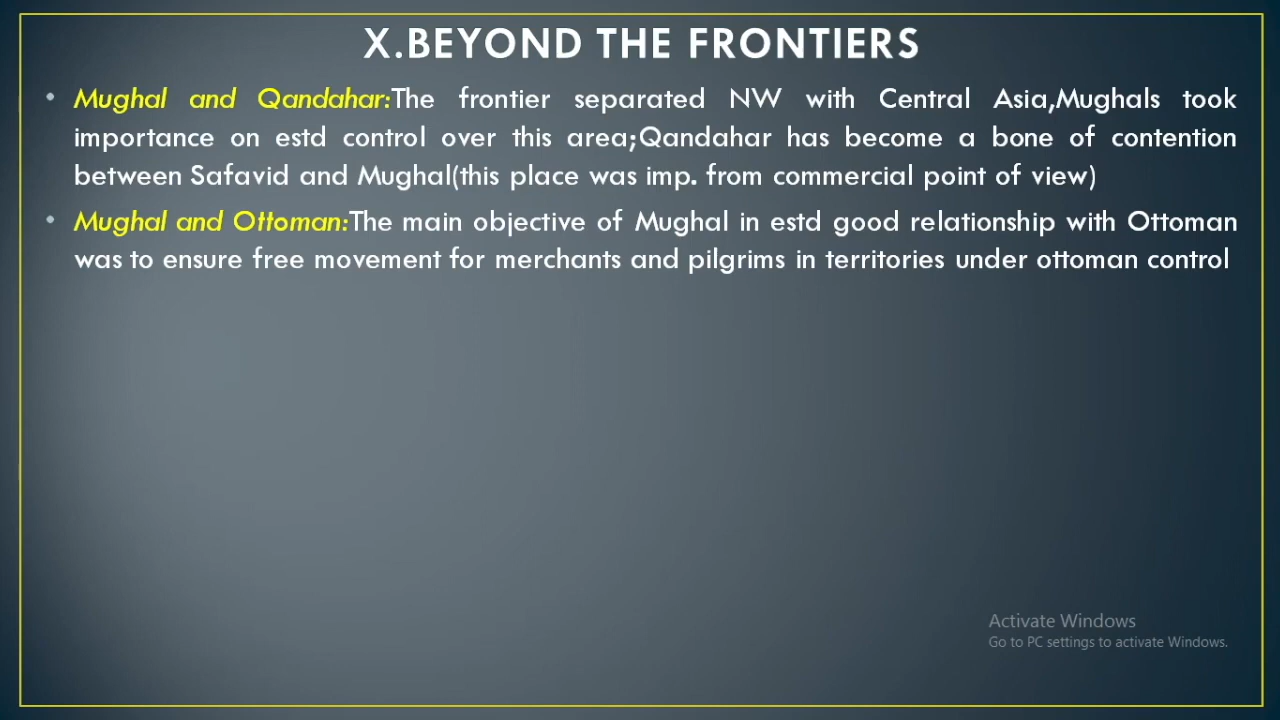 X.BEYOND THE FRONTIERS
• Mughal and Qandahar:The frontier separated NW with Central Asia,Mughals took
importance on estd control over this area;Qandahar has become a bone of contention
between Safavid and Mughal(this place was imp. from commercial point of view)
• Mughal and Ottoman:The main objective of Mughal in estd good relationship with Ottoman
was to ensure free movement for merchants and pilgrims in territories under ottoman control
Activate Windows
Go to PC settings to activate Windows.